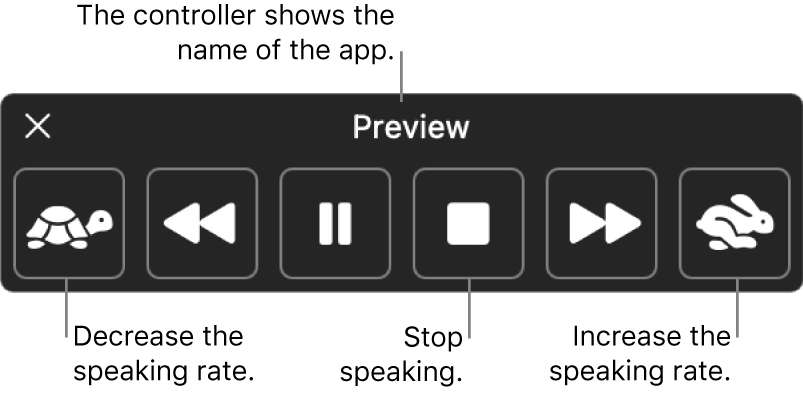 The controller shows the
name of the app.
Preview
Decrease the
speaking rate.
Stop
speaking.
Increase the
speaking rate.